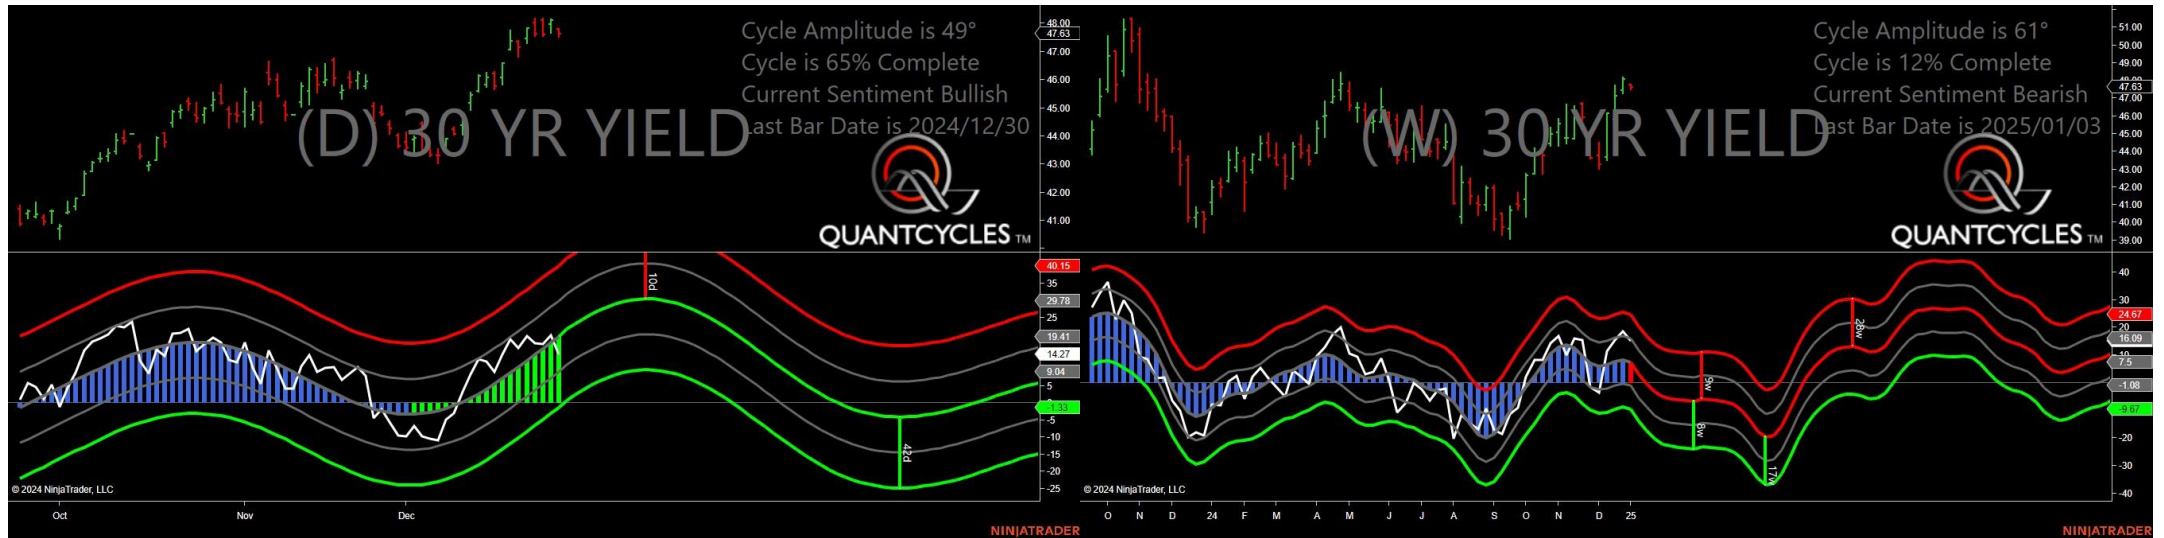 Cycle Amplitude is 49°
Cycle is 65% Complete
Current Sentiment Bullish
Last Bar Date is 2024/12/30
(D) 30 YR YIELD
QUANTCYCLES TM
48.00
47.63
47.00
46.00
45.00
44.00
43.00
42.00
41.00
40.15
35
29.78
25
19.41
14.27
9.04
5
0
-1.33
-5
-10
-15
-20
-25
10d
42d
© 2024 NinjaTrader, LLC
Oct Nov Dec
NINJATRADER
Cycle Amplitude is 61°
Cycle is 12% Complete
Current Sentiment Bearish
Last Bar Date is 2025/01/03
(W) 30 YR YIELD
QUANTCYCLES TM
51.00
50.00
49.00
48.00
47.63
47.00
46.00
45.00
44.00
43.00
42.00
41.00
40.00
39.00
40
30
24.67
20
16.09
10
7.5
-1.08
-9.67
-20
-30
-40
9w
8w
17w
28w
© 2024 NinjaTrader, LLC
O N D 24 F M A M J J A S O N D 25
NINJATRADER